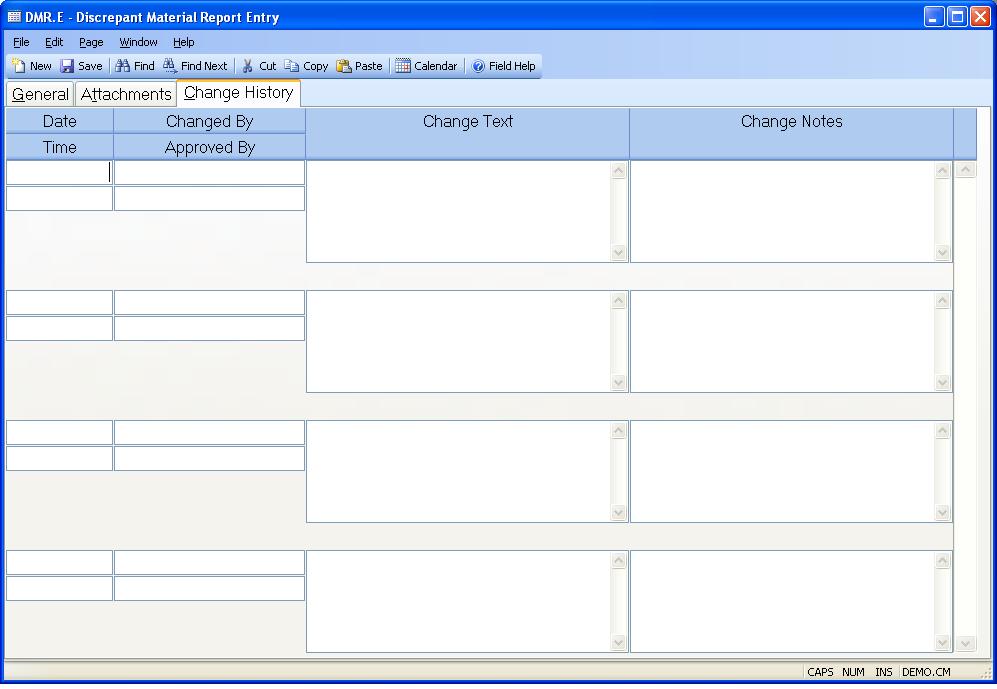 DMR.E - Discrepant Material Report Entry
File Edit Page Window Help
New Save Find Find Next Cut Copy Paste Calendar Field Help
General Attachments Change History
Date Changed By Change Text Change Notes
Time Approved By
CAPS NUM INS DEMO.CM